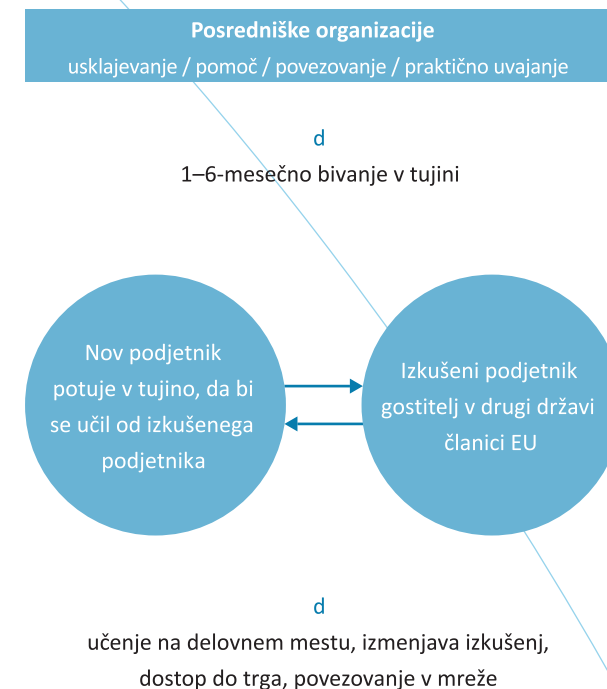 Posredniške organizacije
usklajevanje / pomoč / povezovanje / praktično uvajanje
d
1–6-mesečno bivanje v tujini
Nov podjetnik
potuje v tujino, da bi
se učil od izkušenega
podjetnika
Izkušeni podjetnik
gostitelj v drugi državi
članici EU
d
učenje na delovnem mestu, izmenjava izkušenj,
dostop do trga, povezovanje v mreže